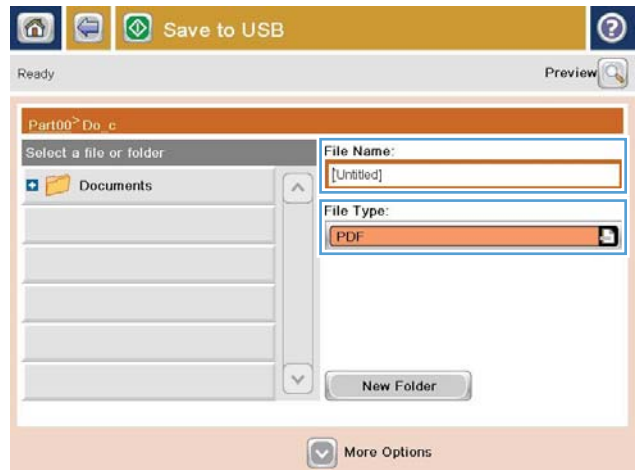 Save to USB
Ready
Preview
Part00>Do_c
Select a file or folder
Documents
File Name:
[Untitled]
File Type:
PDF
New Folder
More Options